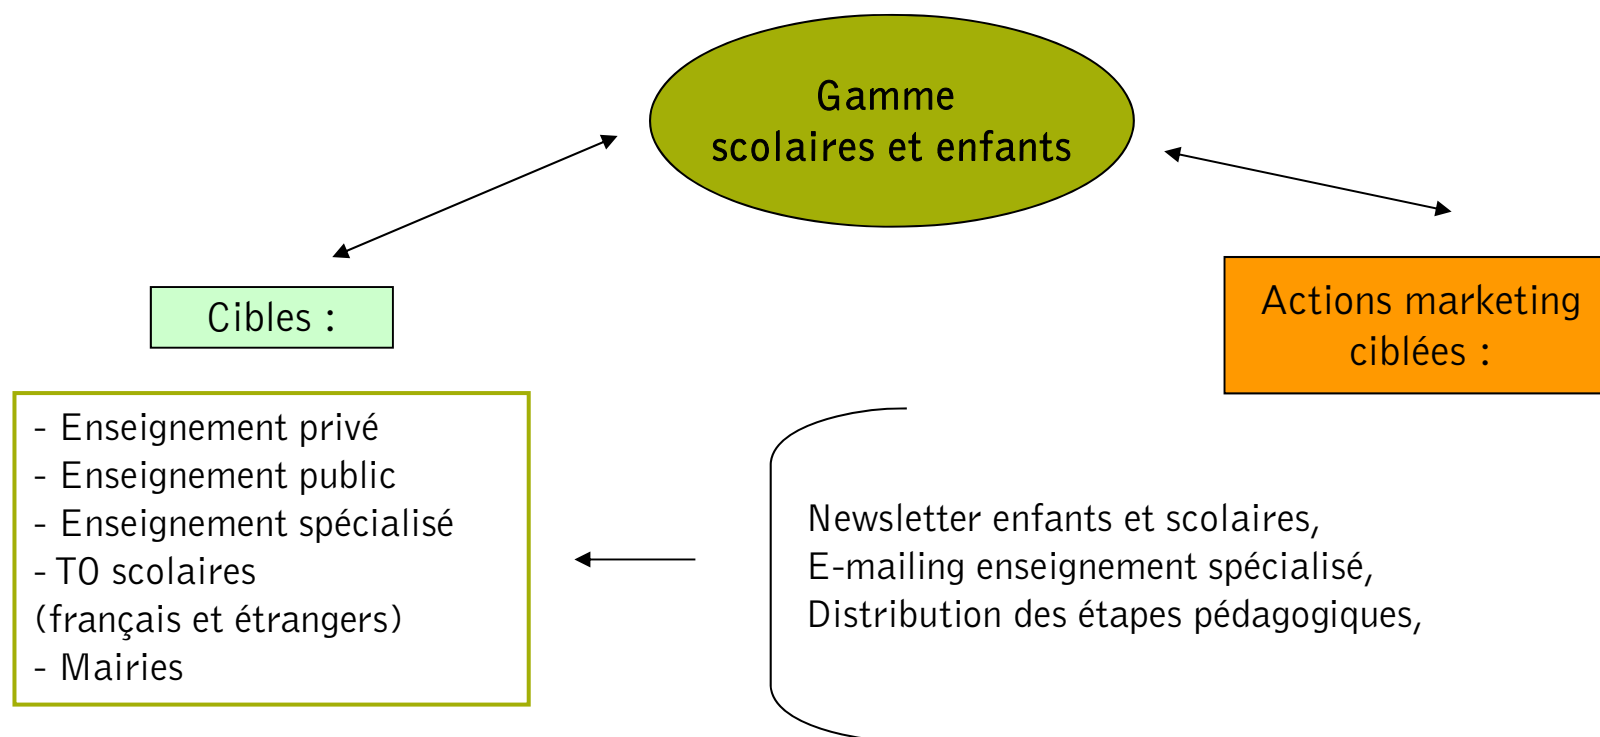 Gamme
scolaires et enfants
Cibles :
Actions marketing
ciblées :
- Enseignement privé
- Enseignement public
- Enseignement spécialisé
- TO scolaires
(français et étrangers)
- Mairies
Newsletter enfants et scolaires,
E-mailing enseignement spécialisé,
Distribution des étapes pédagogiques,